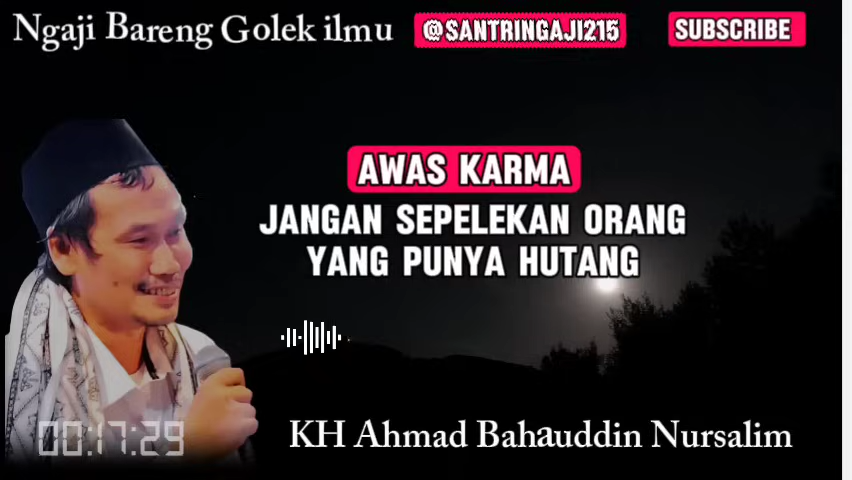 Ngaji Bareng Golek ilmu
@SANTRINGAJI215
SUBSCRIBE
AWAS KARMA
JANGAN SEPELEKAN ORANG
YANG PUNYA HUTANG
00:17:29
KH Ahmad Bahauddin Nursalim